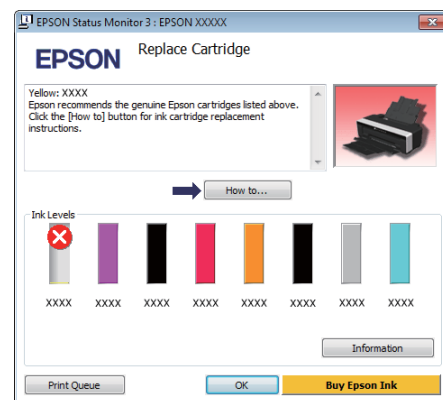 EPSON Status Monitor 3 : EPSON XXXXX
EPSON
Replace Cartridge
Yellow: XXXX
Epson recommends the genuine Epson cartridges listed above.
Click the [How to] button for ink cartridge replacement
instructions.
How to...
Ink Levels
XXXX XXXX XXXX XXXX XXXX XXXX XXXX XXXX
Information
Print Queue OK Buy Epson Ink